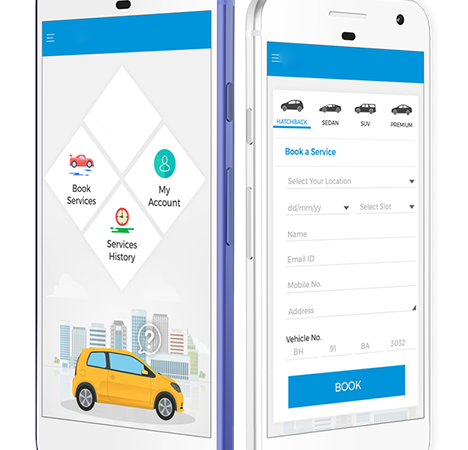 Book
Services
My
Account
Services
History
HATCHBACK
SEDAN
SUV
PREMIUM
Book a Service
Select Your Location
dd/mm/yy
Select Slot
Name
Email ID
Mobile No.
Address
Vehicle No.
BH
91
BA
3032
BOOK